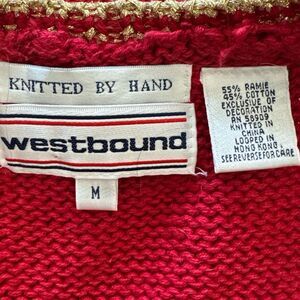 KNITTED BY HAND
westbound
M
55% RAMIE
45% COTTON
EXCLUSIVE OF
DECORATION
RN 58909
KNITTED IN
CHINA
LOOPED IN
HONG KONG
SEE REVERSE FOR CARE